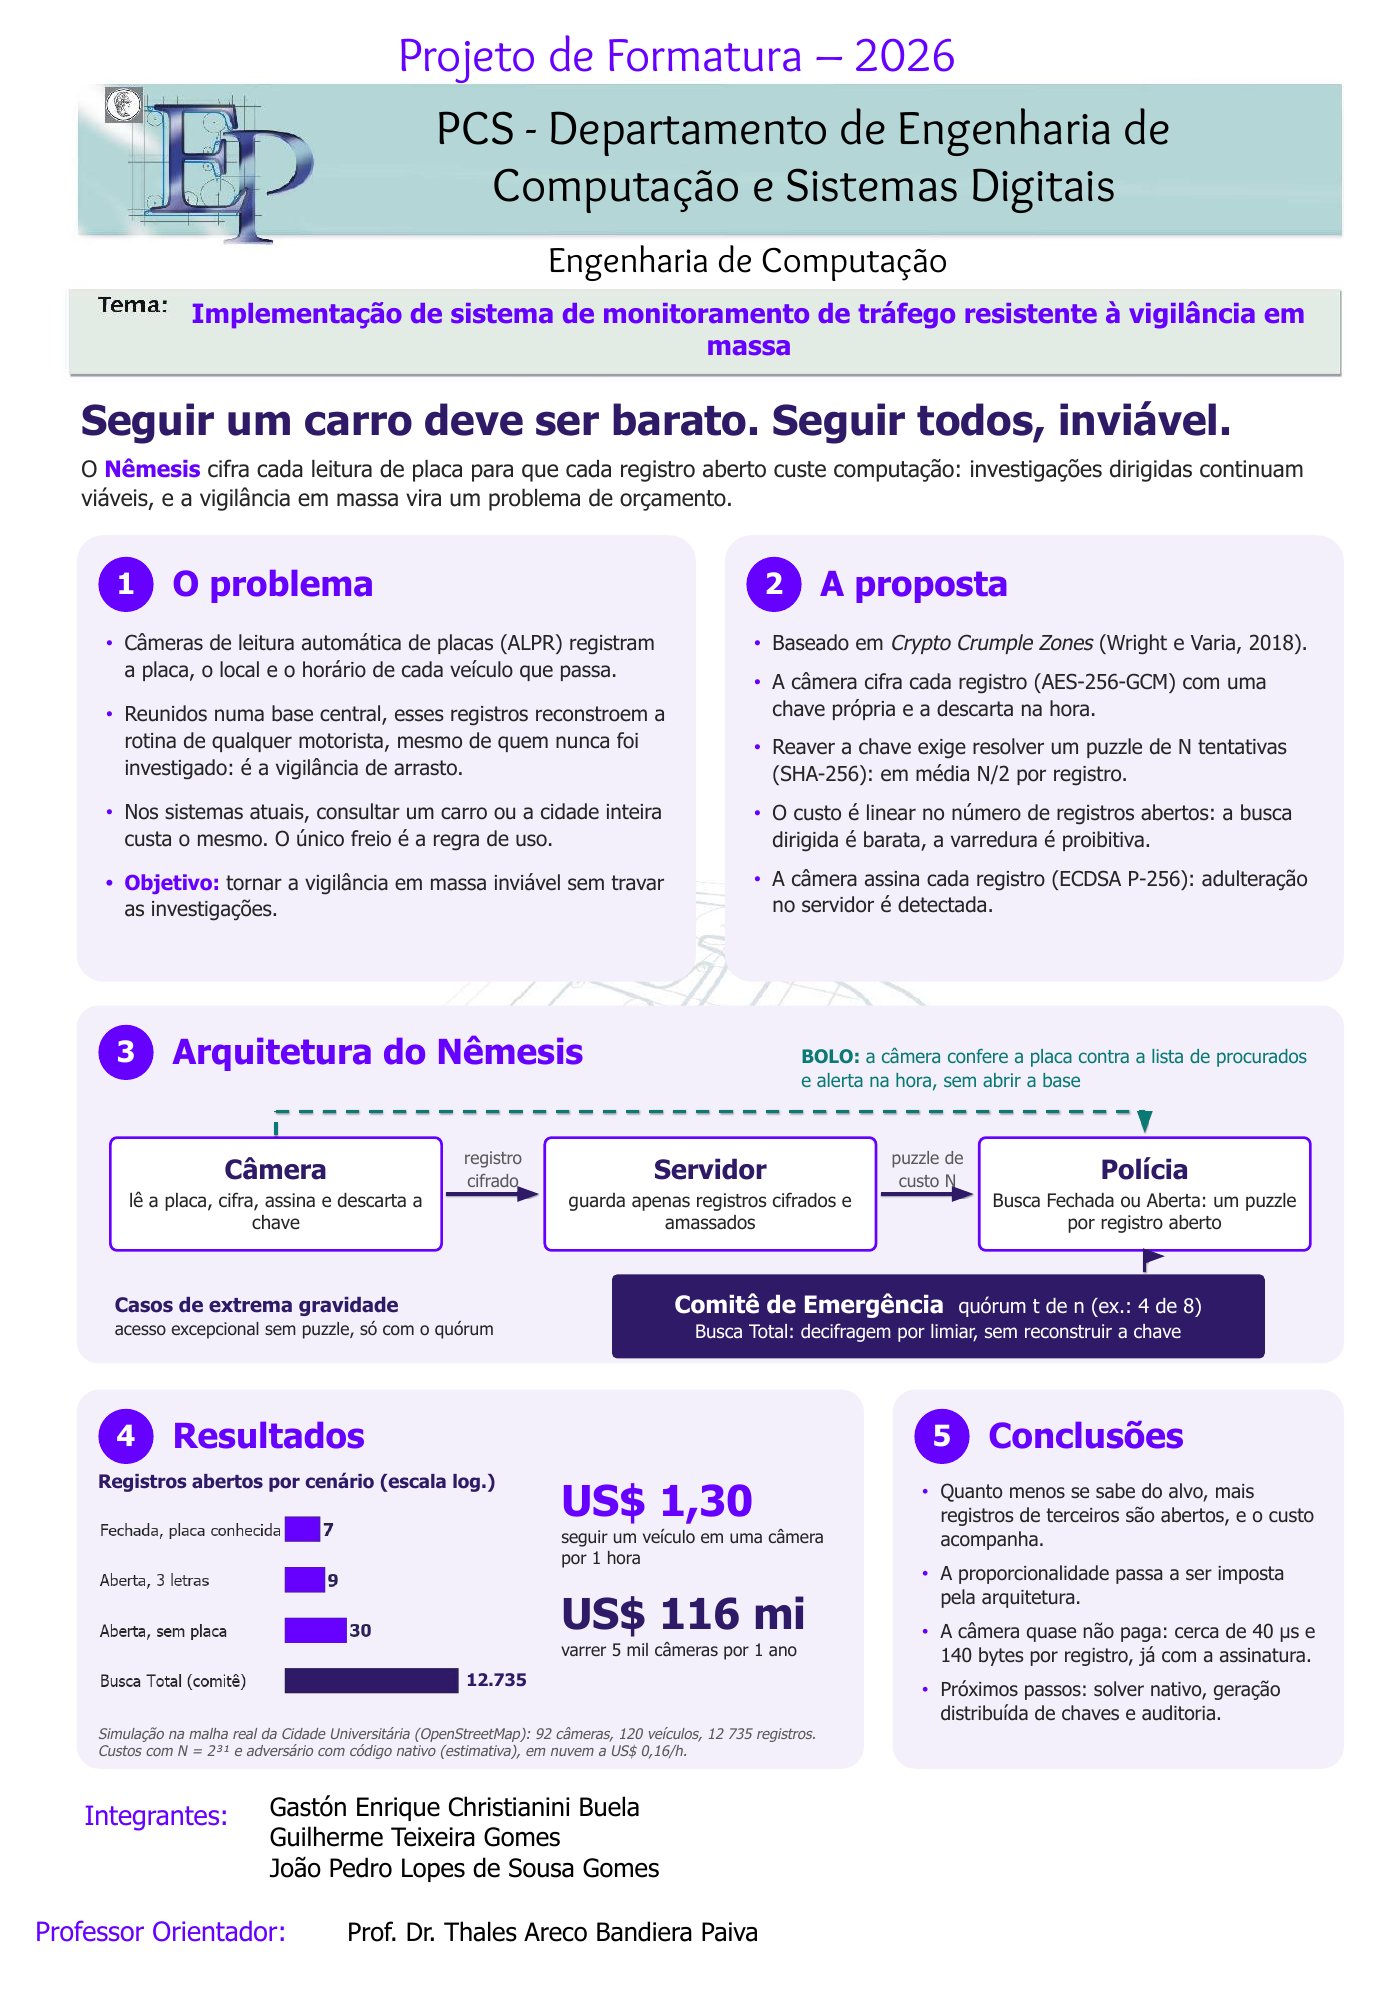 Projeto de Formatura – 2026
EP
PCS - Departamento de Engenharia de
Computação e Sistemas Digitais
Engenharia de Computação
Tema:
Implementação de sistema de monitoramento de tráfego resistente à vigilância em
massa
Seguir um carro deve ser barato. Seguir todos, inviável.
O Nêmesis cifra cada leitura de placa para que cada registro aberto custe computação: investigações dirigidas continuam
viáveis, e a vigilância em massa vira um problema de orçamento.
1 O problema
• Câmeras de leitura automática de placas (ALPR) registram
a placa, o local e o horário de cada veículo que passa.
• Reunidos numa base central, esses registros reconstroem a
rotina de qualquer motorista, mesmo de quem nunca foi
investigado: é a vigilância de arrasto.
• Nos sistemas atuais, consultar um carro ou a cidade inteira
custa o mesmo. O único freio é a regra de uso.
• Objetivo: tornar a vigilância em massa inviável sem travar
as investigações.
2 A proposta
• Baseado em Crypto Crumple Zones (Wright e Varia, 2018).
• A câmera cifra cada registro (AES-256-GCM) com uma
chave própria e a descarta na hora.
• Reaver a chave exige resolver um puzzle de N tentativas
(SHA-256): em média N/2 por registro.
• O custo é linear no número de registros abertos: a busca
dirigida é barata, a varredura é proibitiva.
• A câmera assina cada registro (ECDSA P-256): adulteração
no servidor é detectada.
3 Arquitetura do Nêmesis
BOLO: a câmera confere a placa contra a lista de procurados
e alerta na hora, sem abrir a base
Câmera
lê a placa, cifra, assina e descarta a
chave
registro
cifrado
Servidor
guarda apenas registros cifrados e
amassados
puzzle de
custo N
Polícia
Busca Fechada ou Aberta: um puzzle
por registro aberto
Casos de extrema gravidade
acesso excepcional sem puzzle, só com o quórum
Comitê de Emergência quórum t de n (ex.: 4 de 8)
Busca Total: decifragem por limiar, sem reconstruir a chave
4 Resultados
Registros abertos por cenário (escala log.)
Fechada, placa conhecida 7
Aberta, 3 letras 9
Aberta, sem placa 30
Busca Total (comitê) 12.735
US$ 1,30
seguir um veículo em uma câmera
por 1 hora
US$ 116 mi
varrer 5 mil câmeras por 1 ano
Simulação na malha real da Cidade Universitária (OpenStreetMap): 92 câmeras, 120 veículos, 12 735 registros.
Custos com N = 2³¹ e adversário com código nativo (estimativa), em nuvem a US$ 0,16/h.
5 Conclusões
• Quanto menos se sabe do alvo, mais
registros de terceiros são abertos, e o custo
acompanha.
• A proporcionalidade passa a ser imposta
pela arquitetura.
• A câmera quase não paga: cerca de 40 µs e
140 bytes por registro, já com a assinatura.
• Próximos passos: solver nativo, geração
distribuída de chaves e auditoria.
Integrantes:
Gastón Enrique Christianini Buela
Guilherme Teixeira Gomes
João Pedro Lopes de Sousa Gomes
Professor Orientador:
Prof. Dr. Thales Areco Bandiera Paiva